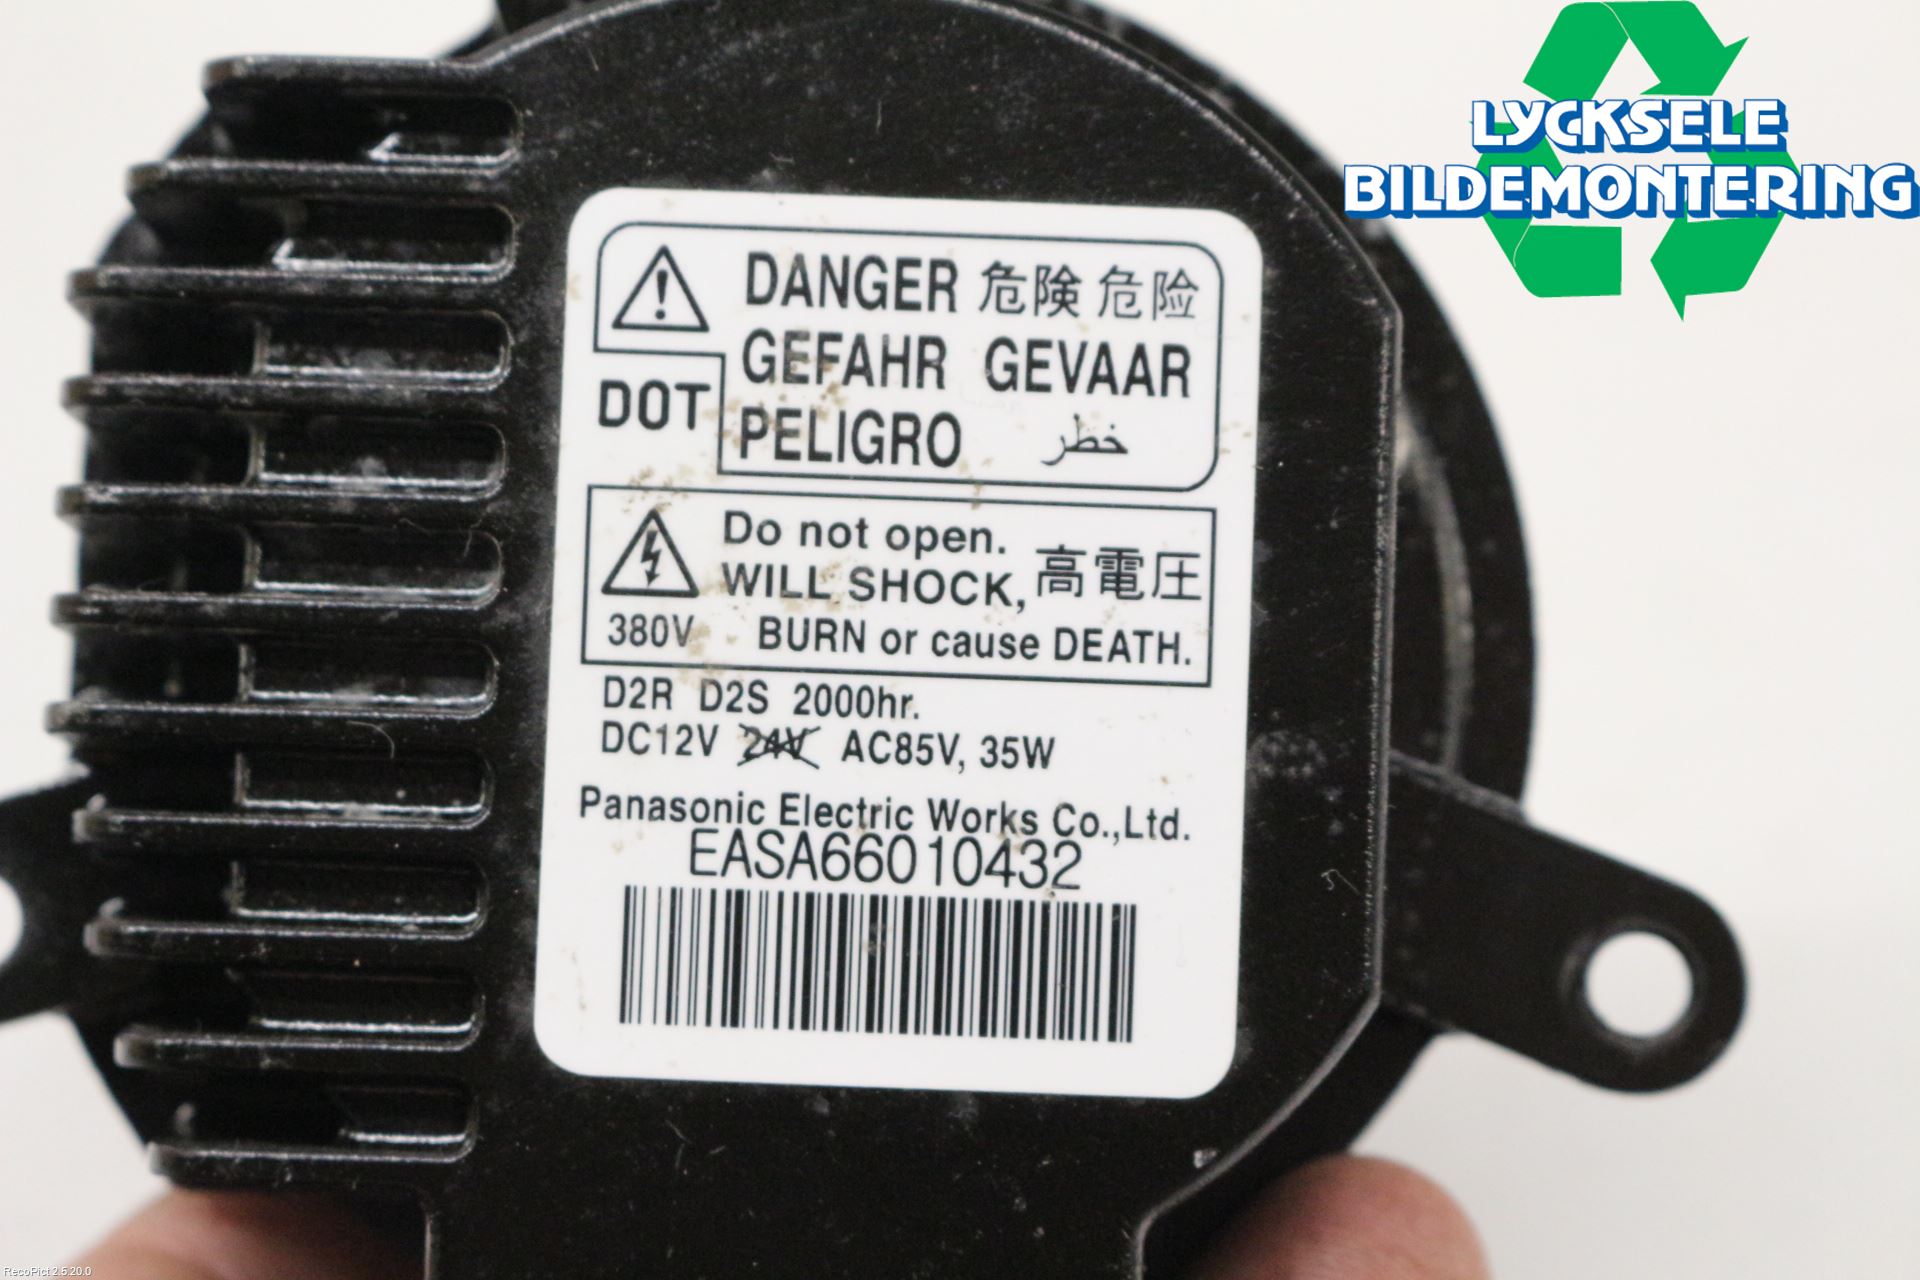 LYCKSELE
BILDEMONTERING
DANGER 危険 危险
GEFAHR GEVAAR
DOT
PELIGRO خطر
Do not open.
WILL SHOCK, 高電圧
380V BURN or cause DEATH.
D2R D2S 2000hr.
DC12V 24V AC85V, 35W
Panasonic Electric Works Co.,Ltd.
EASA66010432
RecoPict 2.5.20.0